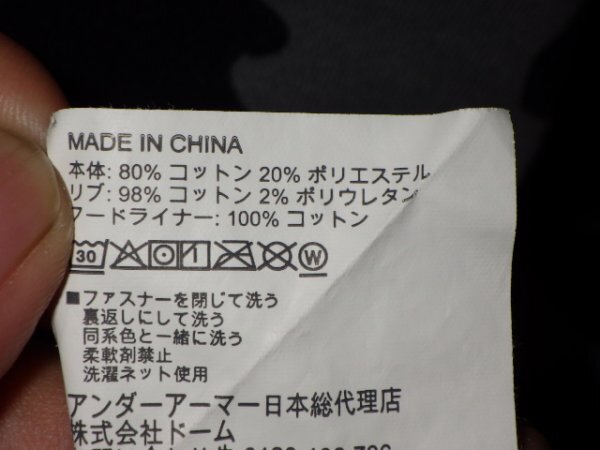 MADE IN CHINA
本体: 80% コットン 20% ポリエステル
リブ: 98% コットン 2% ポリウレタン
フードライナー: 100% コットン
30 W
■ファスナーを閉じて洗う
裏返しにして洗う
同系色と一緒に洗う
柔軟剤禁止
洗濯ネット使用
アンダーアーマー日本総代理店
株式会社ドーム